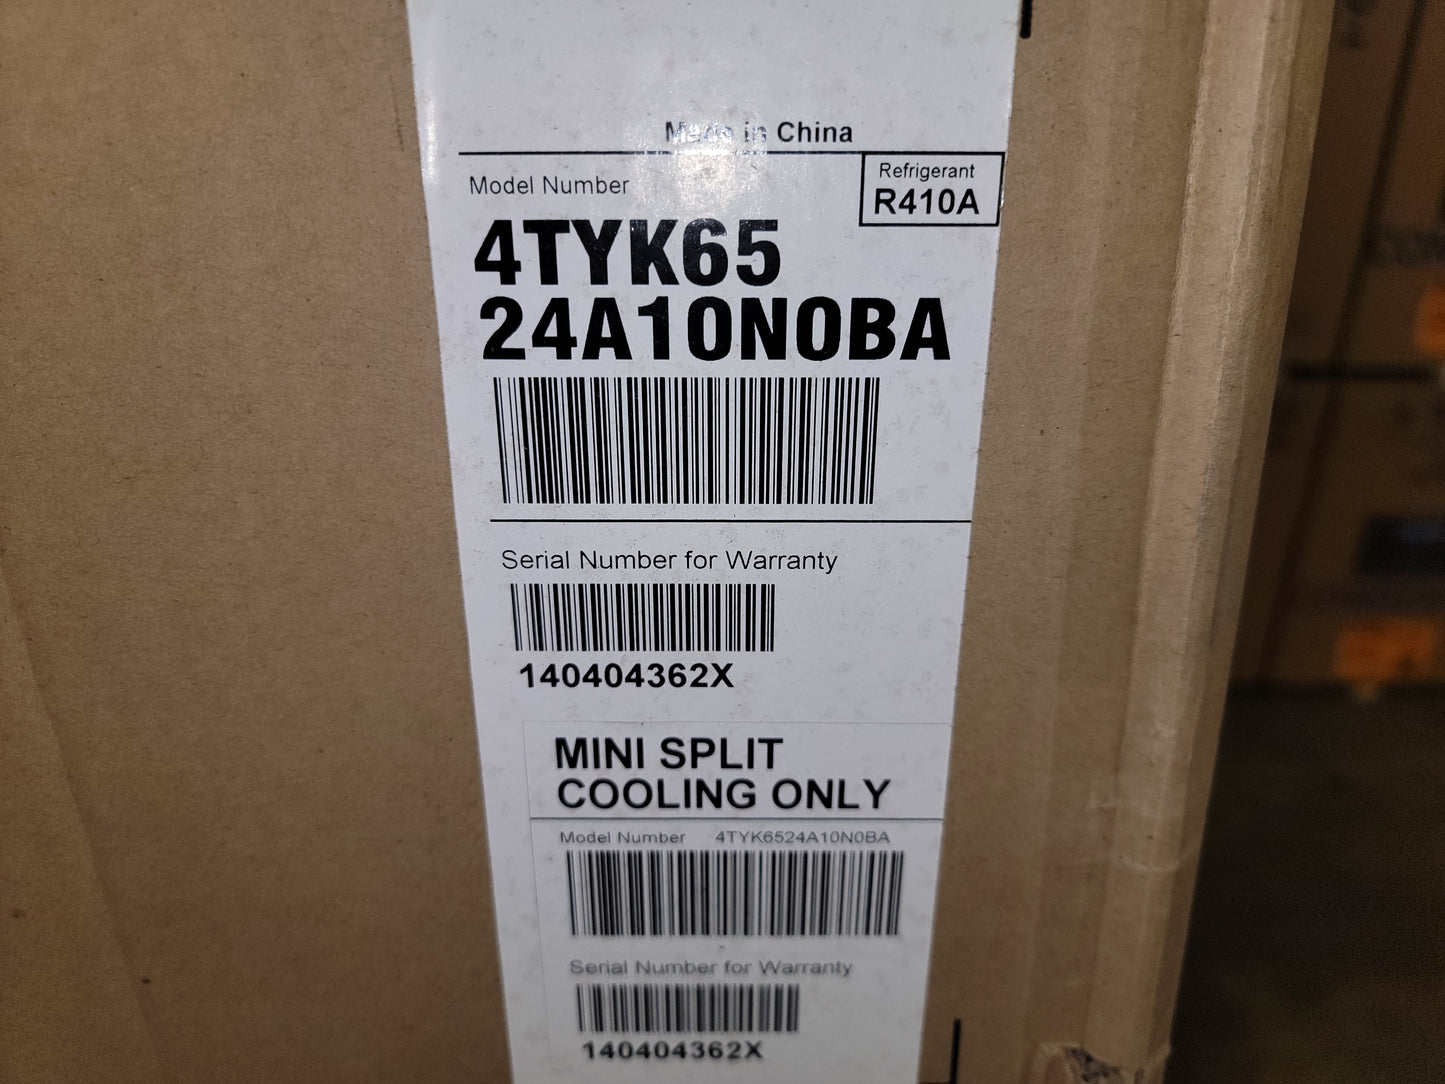 Made in China
Model Number
Refrigerant
R410A
4TYK65
24A10N0BA
Serial Number for Warranty
140404362X
MINI SPLIT
COOLING ONLY
Model Number 4TYK6524A10N0BA
Serial Number for Warranty
140404362X